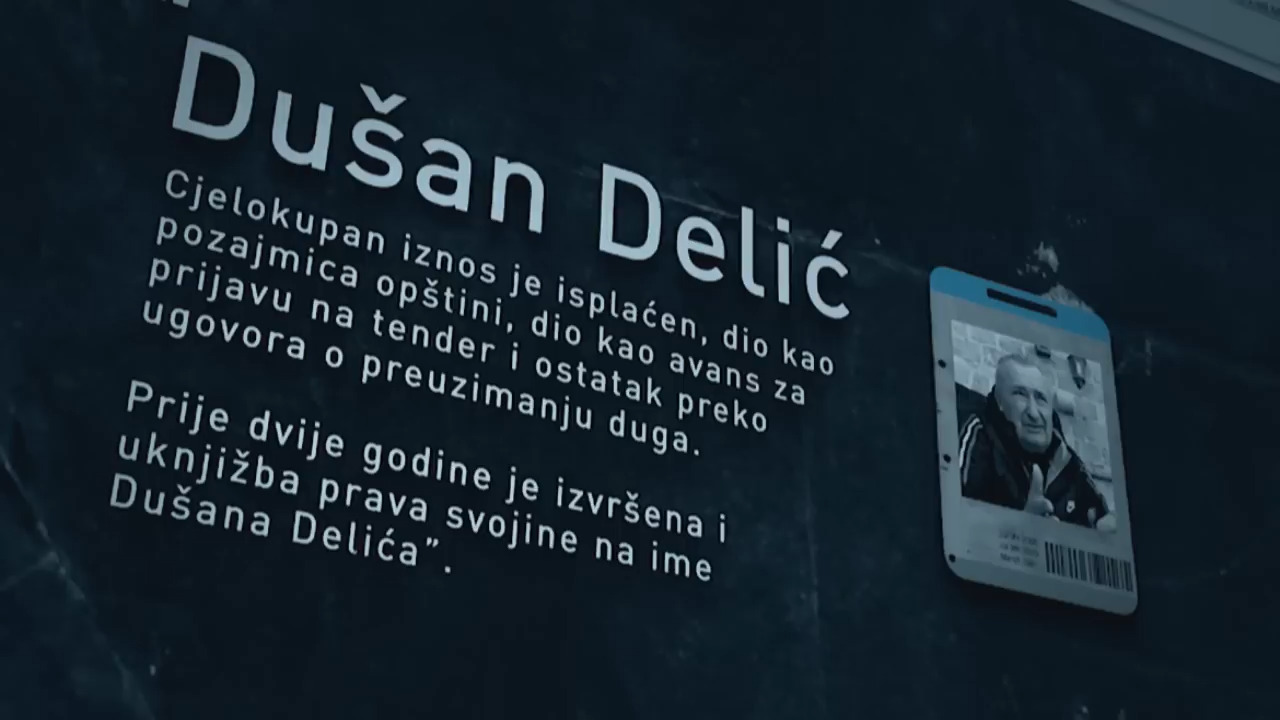 Dušan Delić
Cjelokupan iznos je isplaćen, dio kao
pozajmica opštini, dio kao avans za
prijavu na tender i ostatak preko
ugovora o preuzimanju duga.
Prije dvije godine je izvršena i
uknjižba prava svojine na ime
Dušana Delića”.